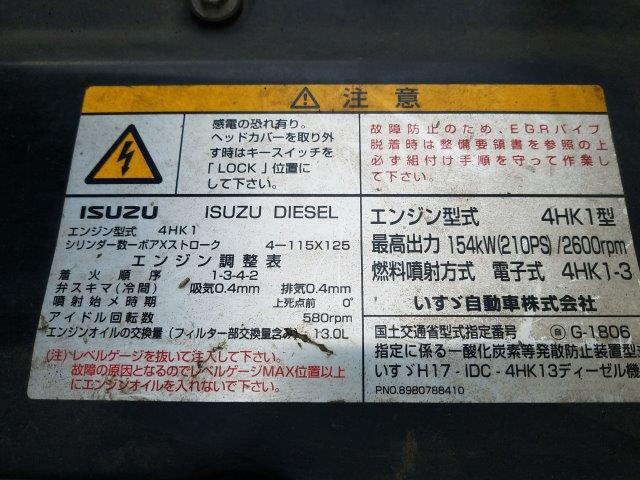 注意
感電の恐れ有り。
ヘッドカバーを取り外
す時はキースイッチを
「LOCK」位置に
して下さい。
故障防止のため、EGRパイプ
脱着時は整備要領書を参照の上
必ず組付け手順を守って作業し
て下さい。
ISUZU ISUZU DIESEL
エンジン型式 4HK1
シリンダー数ーボアXストローク 4-115X125
エンジン調整表
着火順序 1-3-4-2
弁スキマ(冷間) 吸気0.4mm 排気0.4mm
噴射始メ時期 上死点前 0°
アイドル回転数 580rpm
エンジンオイルの交換量(フィルター部交換量含み) 13.0L
(注)レベルゲージを抜いて注入して下さい。
故障の原因となるのでレベルゲージMAX位置以上
にエンジンオイルを入れないで下さい。
エンジン型式 4HK1型
最高出力 154kW(210PS)/2600rpm
燃料噴射方式 電子式 4HK1-3
いすゞ自動車株式会社
国土交通省型式指定番号 G-1806
指定に係る一酸化炭素等発散防止装置型
いすゞH17-IDC-4HK13ディーゼル機
P.NO.8980788410